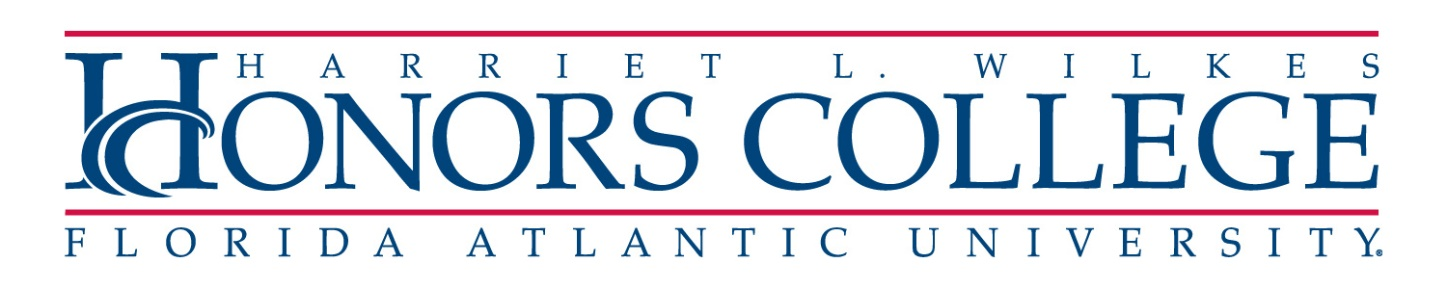 HARRIET L. WILKES
HONORS COLLEGE
FLORIDA ATLANTIC UNIVERSITY®